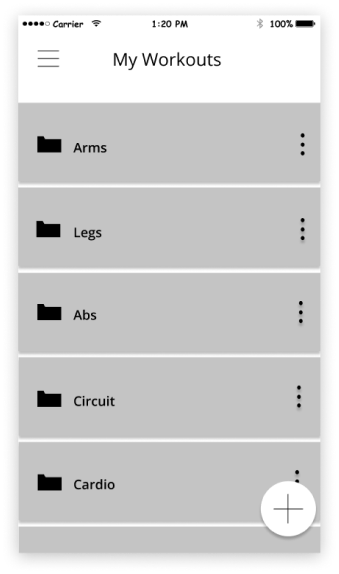 Carrier 1:20 PM 100%
My Workouts
Arms
Legs
Abs
Circuit
Cardio